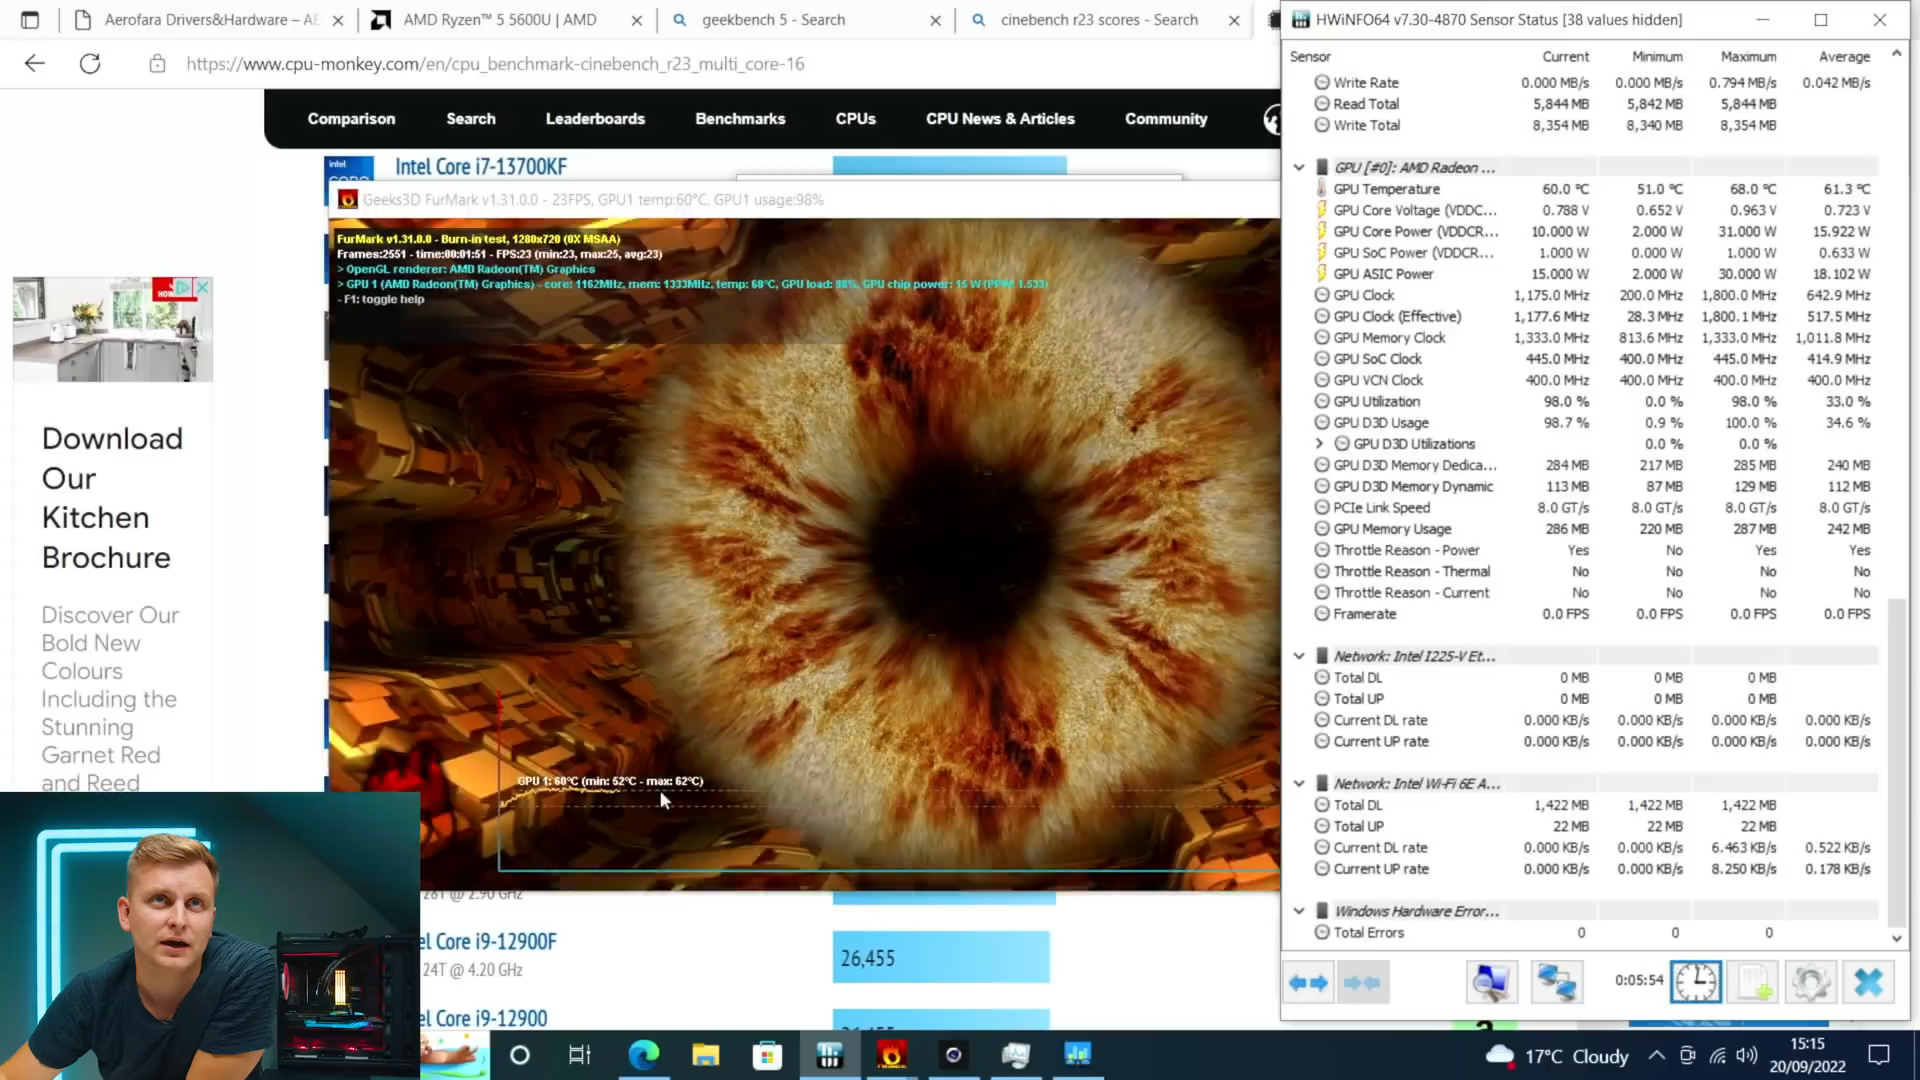 Aerofara Drivers&Hardware – AE
AMD Ryzen™ 5 5600U | AMD
geekbench 5 - Search
cinebench r23 scores - Search
https://www.cpu-monkey.com/en/cpu_benchmark-cinebench_r23_multi_core-16
Comparison Search Leaderboards Benchmarks CPUs CPU News & Articles Community
Intel Core i7-13700KF
Geeks3D FurMark v1.31.0.0 - 23FPS, GPU1 temp:60°C, GPU1 usage:98%
FurMark v1.31.0.0 - Burn-in test, 1280x720 (0X MSAA)
Frames:2551 - time:00:01:51 - FPS:23 (min:23, max:25, avg:23)
> OpenGL renderer: AMD Radeon(TM) Graphics
> GPU 1 (AMD Radeon(TM) Graphics) - core: 1162MHz, mem: 1333MHz, temp: 60°C, GPU load: 98%, GPU chip power: 15 W (PPW: 1.533)
- F1: toggle help
GPU 1: 60°C (min: 52°C - max: 62°C)
Download
Our
Kitchen
Brochure
Discover Our
Bold New
Colours
Including the
Stunning
Garnet Red
and Reed
28T @ 2.90 GHz
el Core i9-12900F
24T @ 4.20 GHz
26,455
el Core i9-12900
HWiNFO64 v7.30-4870 Sensor Status [38 values hidden]
Sensor Current Minimum Maximum Average
Write Rate 0.000 MB/s 0.000 MB/s 0.794 MB/s 0.042 MB/s
Read Total 5,844 MB 5,842 MB 5,844 MB
Write Total 8,354 MB 8,340 MB 8,354 MB
GPU [#0]: AMD Radeon ...
GPU Temperature 60.0 °C 51.0 °C 68.0 °C 61.3 °C
GPU Core Voltage (VDDC... 0.788 V 0.652 V 0.963 V 0.723 V
GPU Core Power (VDDCR... 10.000 W 2.000 W 31.000 W 15.922 W
GPU SoC Power (VDDCR... 1.000 W 0.000 W 1.000 W 0.633 W
GPU ASIC Power 15.000 W 2.000 W 30.000 W 18.102 W
GPU Clock 1,175.0 MHz 200.0 MHz 1,800.0 MHz 642.9 MHz
GPU Clock (Effective) 1,177.6 MHz 28.3 MHz 1,800.1 MHz 517.5 MHz
GPU Memory Clock 1,333.0 MHz 813.6 MHz 1,333.0 MHz 1,011.8 MHz
GPU SoC Clock 445.0 MHz 400.0 MHz 445.0 MHz 414.9 MHz
GPU VCN Clock 400.0 MHz 400.0 MHz 400.0 MHz 400.0 MHz
GPU Utilization 98.0 % 0.0 % 98.0 % 33.0 %
GPU D3D Usage 98.7 % 0.9 % 100.0 % 34.6 %
GPU D3D Utilizations 0.0 % 0.0 %
GPU D3D Memory Dedica... 284 MB 217 MB 285 MB 240 MB
GPU D3D Memory Dynamic 113 MB 87 MB 129 MB 112 MB
PCIe Link Speed 8.0 GT/s 8.0 GT/s 8.0 GT/s 8.0 GT/s
GPU Memory Usage 286 MB 220 MB 287 MB 242 MB
Throttle Reason - Power Yes No Yes Yes
Throttle Reason - Thermal No No No No
Throttle Reason - Current No No No No
Framerate 0.0 FPS 0.0 FPS 0.0 FPS 0.0 FPS
Network: Intel I225-V Et...
Total DL 0 MB 0 MB 0 MB
Total UP 0 MB 0 MB 0 MB
Current DL rate 0.000 KB/s 0.000 KB/s 0.000 KB/s 0.000 KB/s
Current UP rate 0.000 KB/s 0.000 KB/s 0.000 KB/s 0.000 KB/s
Network: Intel Wi-Fi 6E A...
Total DL 1,422 MB 1,422 MB 1,422 MB
Total UP 22 MB 22 MB 22 MB
Current DL rate 0.000 KB/s 0.000 KB/s 6.463 KB/s 0.522 KB/s
Current UP rate 0.000 KB/s 0.000 KB/s 8.250 KB/s 0.178 KB/s
Windows Hardware Error...
Total Errors 0 0 0
0:05:54
17°C Cloudy
15:15
20/09/2022